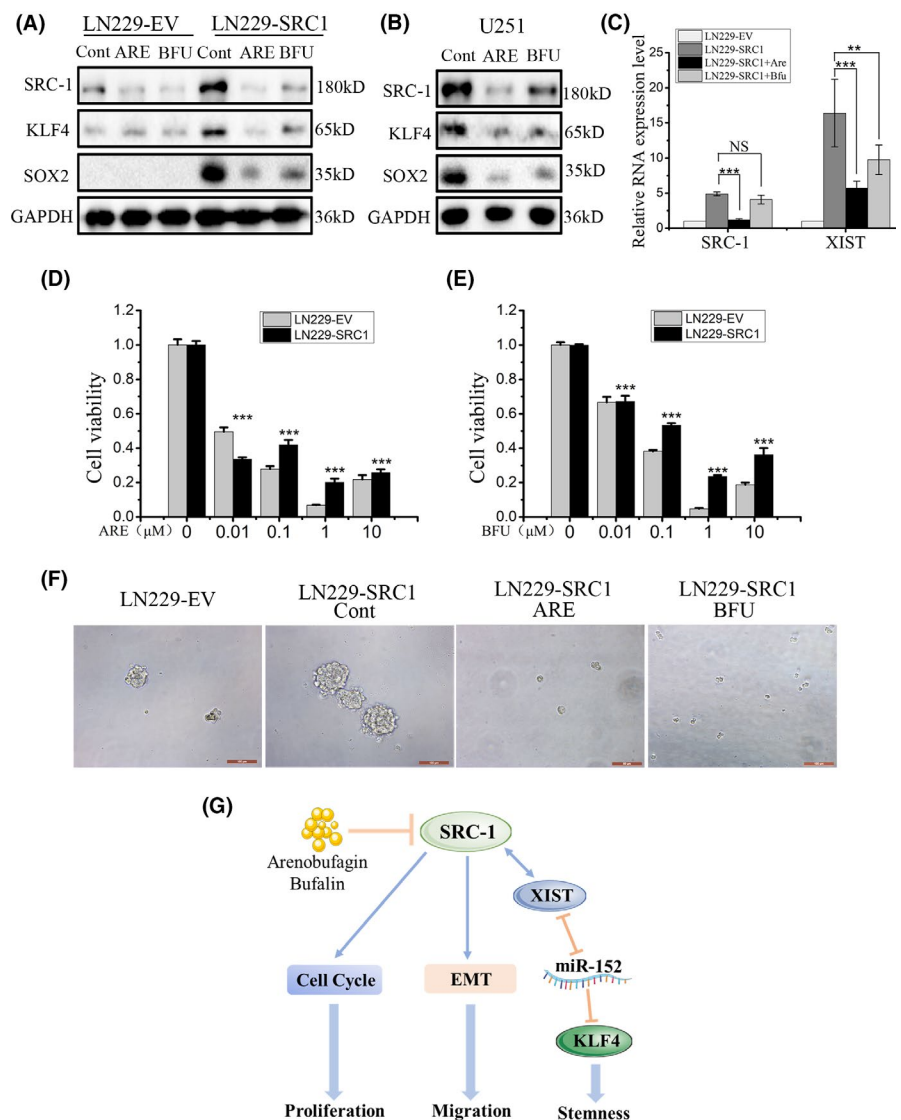 (A)
LN229-EV LN229-SRC1
Cont ARE BFU Cont ARE BFU
SRC-1 180kD
KLF4 65kD
SOX2 35kD
GAPDH 36kD
(B)
U251
Cont ARE BFU
SRC-1 180kD
KLF4 65kD
SOX2 35kD
GAPDH 36kD
(C)
LN229-EV
LN229-SRC1
LN229-SRC1+Are
LN229-SRC1+Bfu
Relative RNA expression level
25
20
15
10
5
0
NS
***
**
***
SRC-1 XIST
(D)
LN229-EV
LN229-SRC1
Cell viability
1.2
1.0
0.8
0.6
0.4
0.2
0.0
*** *** *** ***
ARE (μM) 0 0.01 0.1 1 10
(E)
LN229-EV
LN229-SRC1
Cell viability
1.2
1.0
0.8
0.6
0.4
0.2
0.0
*** *** *** ***
BFU (μM) 0 0.01 0.1 1 10
(F)
LN229-EV
LN229-SRC1
Cont
LN229-SRC1
ARE
LN229-SRC1
BFU
(G)
Arenobufagin
Bufalin
SRC-1
XIST
miR-152
KLF4
Cell Cycle
EMT
Proliferation Migration Stemness